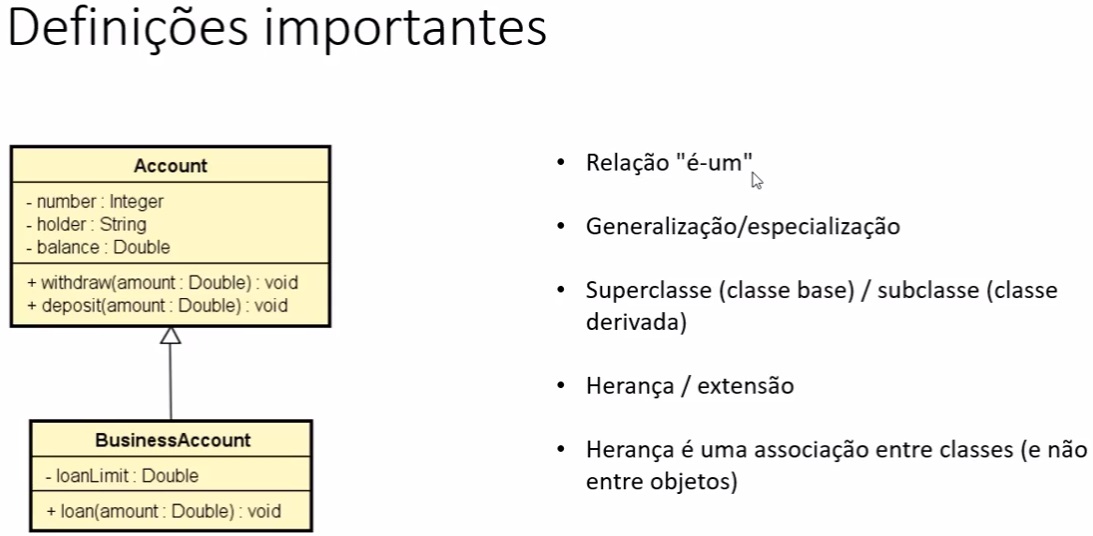 Definições importantes
Account
- number : Integer
- holder : String
- balance : Double
+ withdraw(amount : Double) : void
+ deposit(amount : Double) : void
BusinessAccount
- loanLimit : Double
+ loan(amount : Double) : void
• Relação "é-um"
• Generalização/especialização
• Superclasse (classe base) / subclasse (classe
derivada)
• Herança / extensão
• Herança é uma associação entre classes (e não
entre objetos)